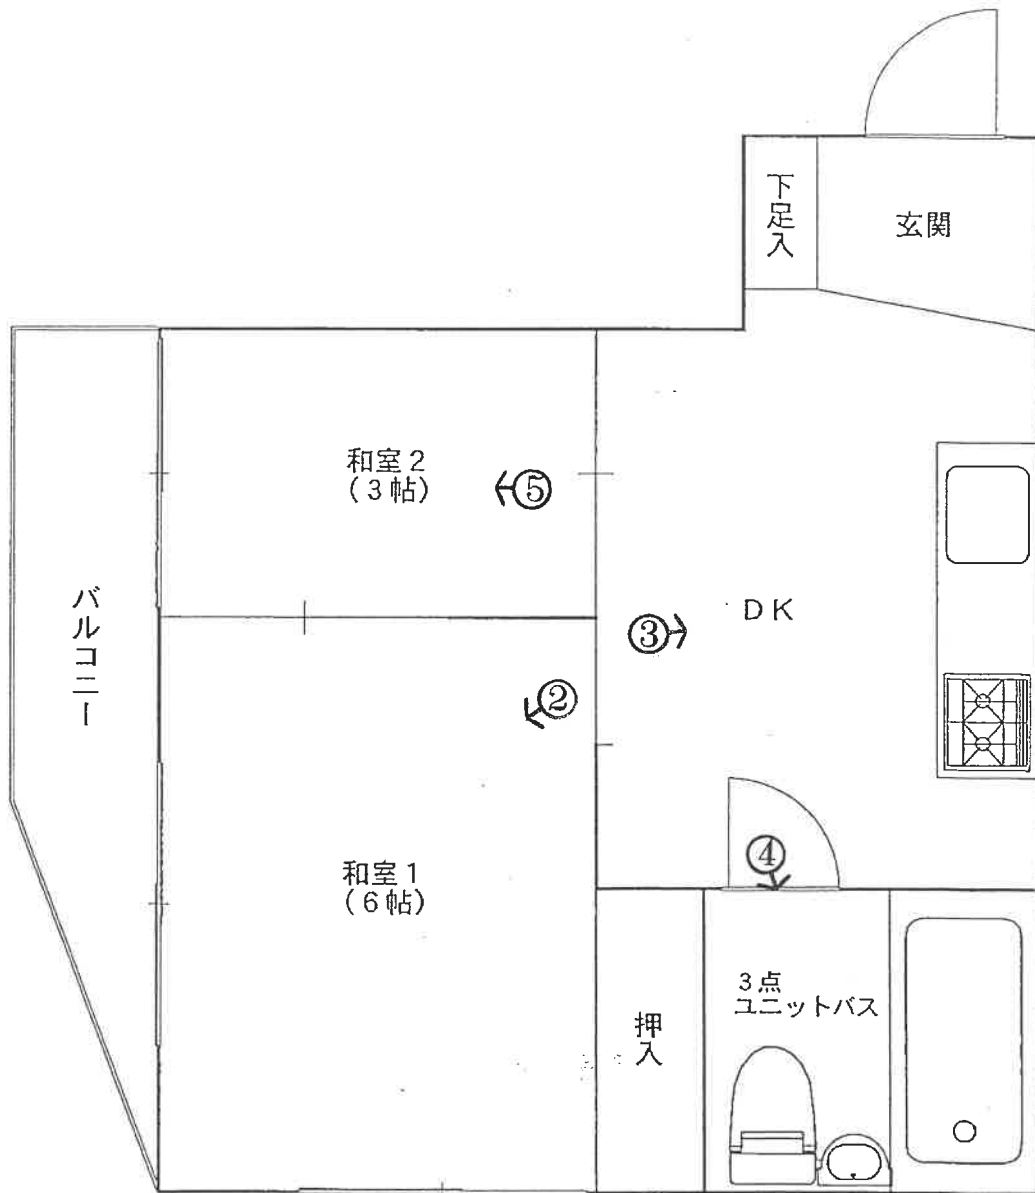 下足入
玄関
和室2
(3帖)
⑤
バルコニー
③
DK
②
④
和室1
(6帖)
3点
ユニットバス
押入